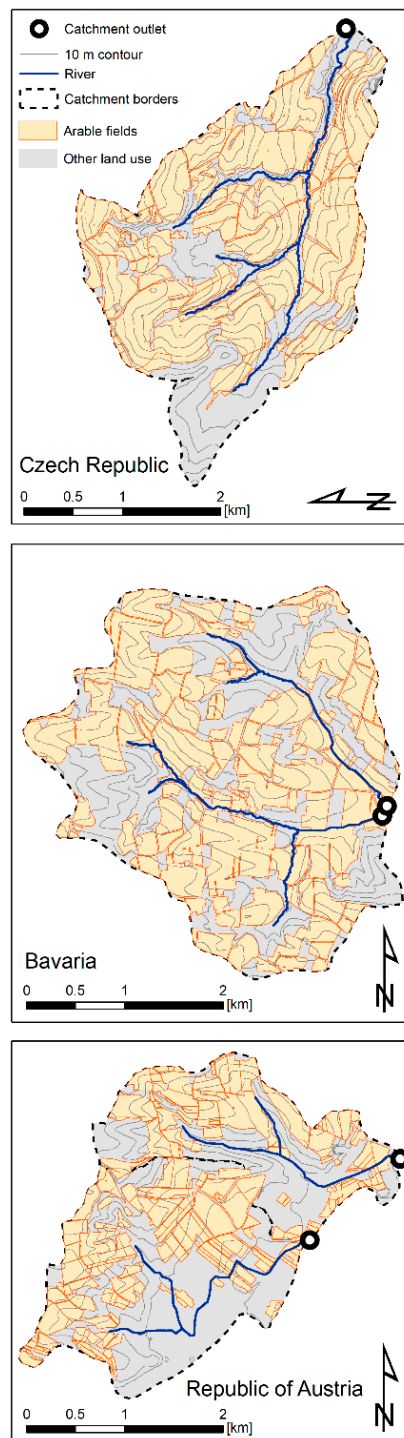 Catchment outlet
10 m contour
River
Catchment borders
Arable fields
Other land use
Czech Republic
0 0.5 1 2
[km]
N
Bavaria
0 0.5 1 2
[km]
N
Republic of Austria
0 0.5 1 2
[km]
N